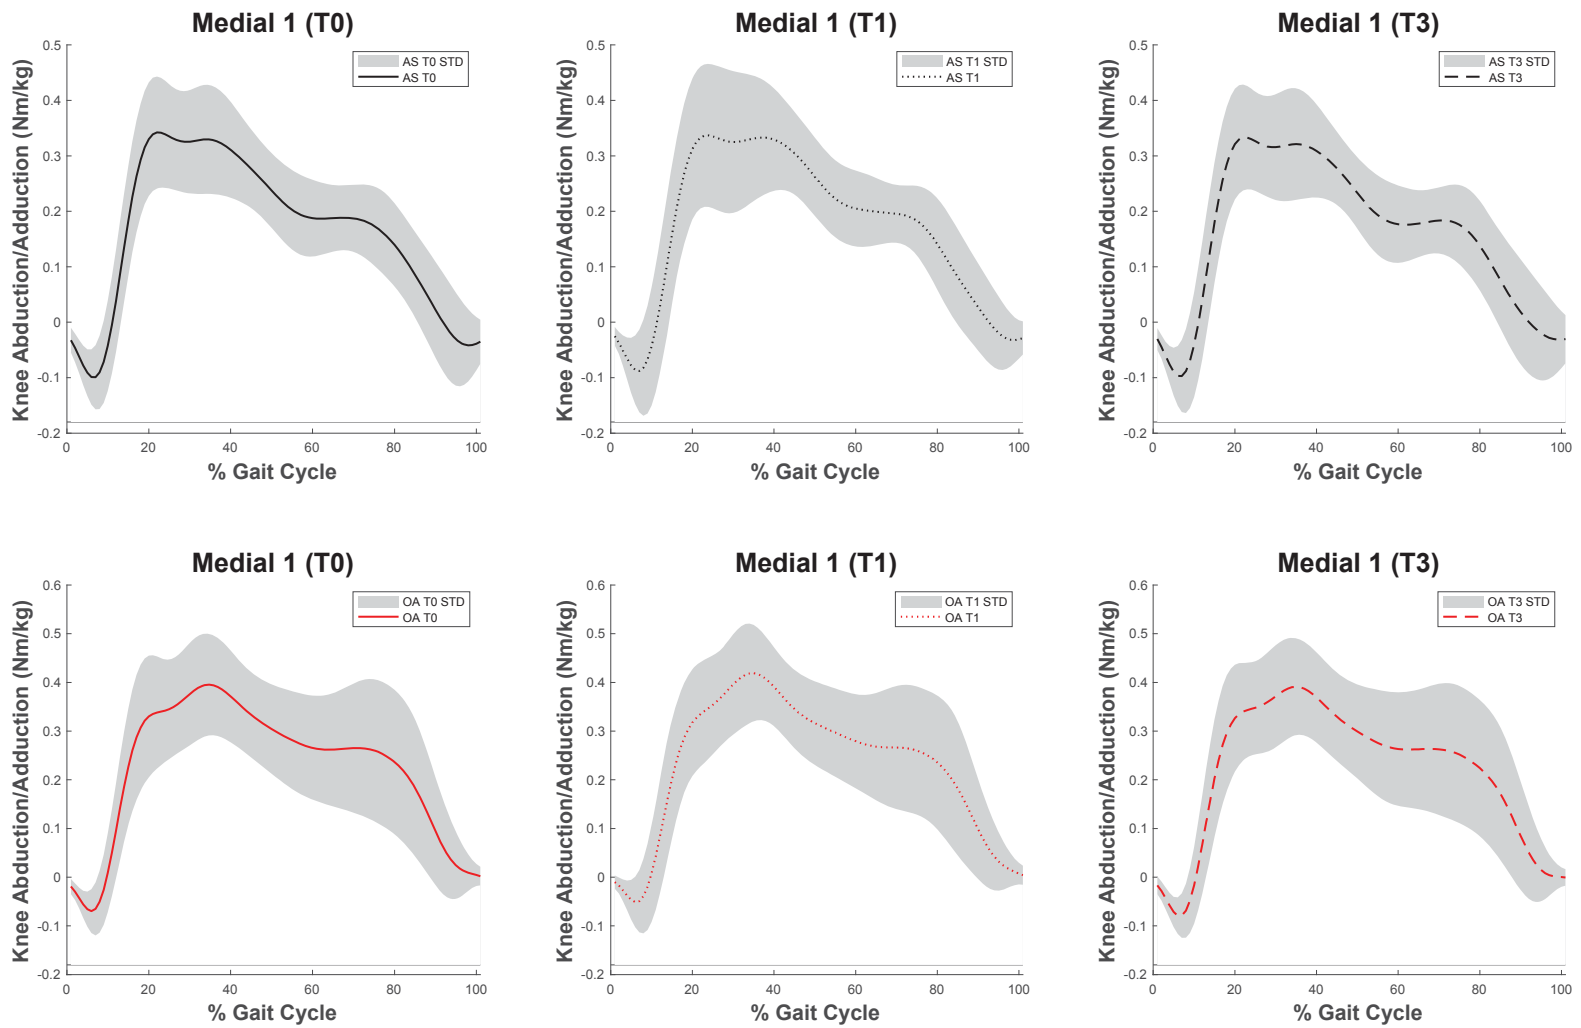 Medial 1 (T0)
Knee Abduction/Adduction (Nm/kg)
0.5
0.4
0.3
0.2
0.1
0
-0.1
-0.2
AS T0 STD
AS T0
0 20 40 60 80 100
% Gait Cycle
Medial 1 (T1)
Knee Abduction/Adduction (Nm/kg)
0.5
0.4
0.3
0.2
0.1
0
-0.1
-0.2
AS T1 STD
AS T1
0 20 40 60 80 100
% Gait Cycle
Medial 1 (T3)
Knee Abduction/Adduction (Nm/kg)
0.5
0.4
0.3
0.2
0.1
0
-0.1
-0.2
AS T3 STD
AS T3
0 20 40 60 80 100
% Gait Cycle
Medial 1 (T0)
Knee Abduction/Adduction (Nm/kg)
0.6
0.5
0.4
0.3
0.2
0.1
0
-0.1
-0.2
OA T0 STD
OA T0
0 20 40 60 80 100
% Gait Cycle
Medial 1 (T1)
Knee Abduction/Adduction (Nm/kg)
0.6
0.5
0.4
0.3
0.2
0.1
0
-0.1
-0.2
OA T1 STD
OA T1
0 20 40 60 80 100
% Gait Cycle
Medial 1 (T3)
Knee Abduction/Adduction (Nm/kg)
0.6
0.5
0.4
0.3
0.2
0.1
0
-0.1
-0.2
OA T3 STD
OA T3
0 20 40 60 80 100
% Gait Cycle